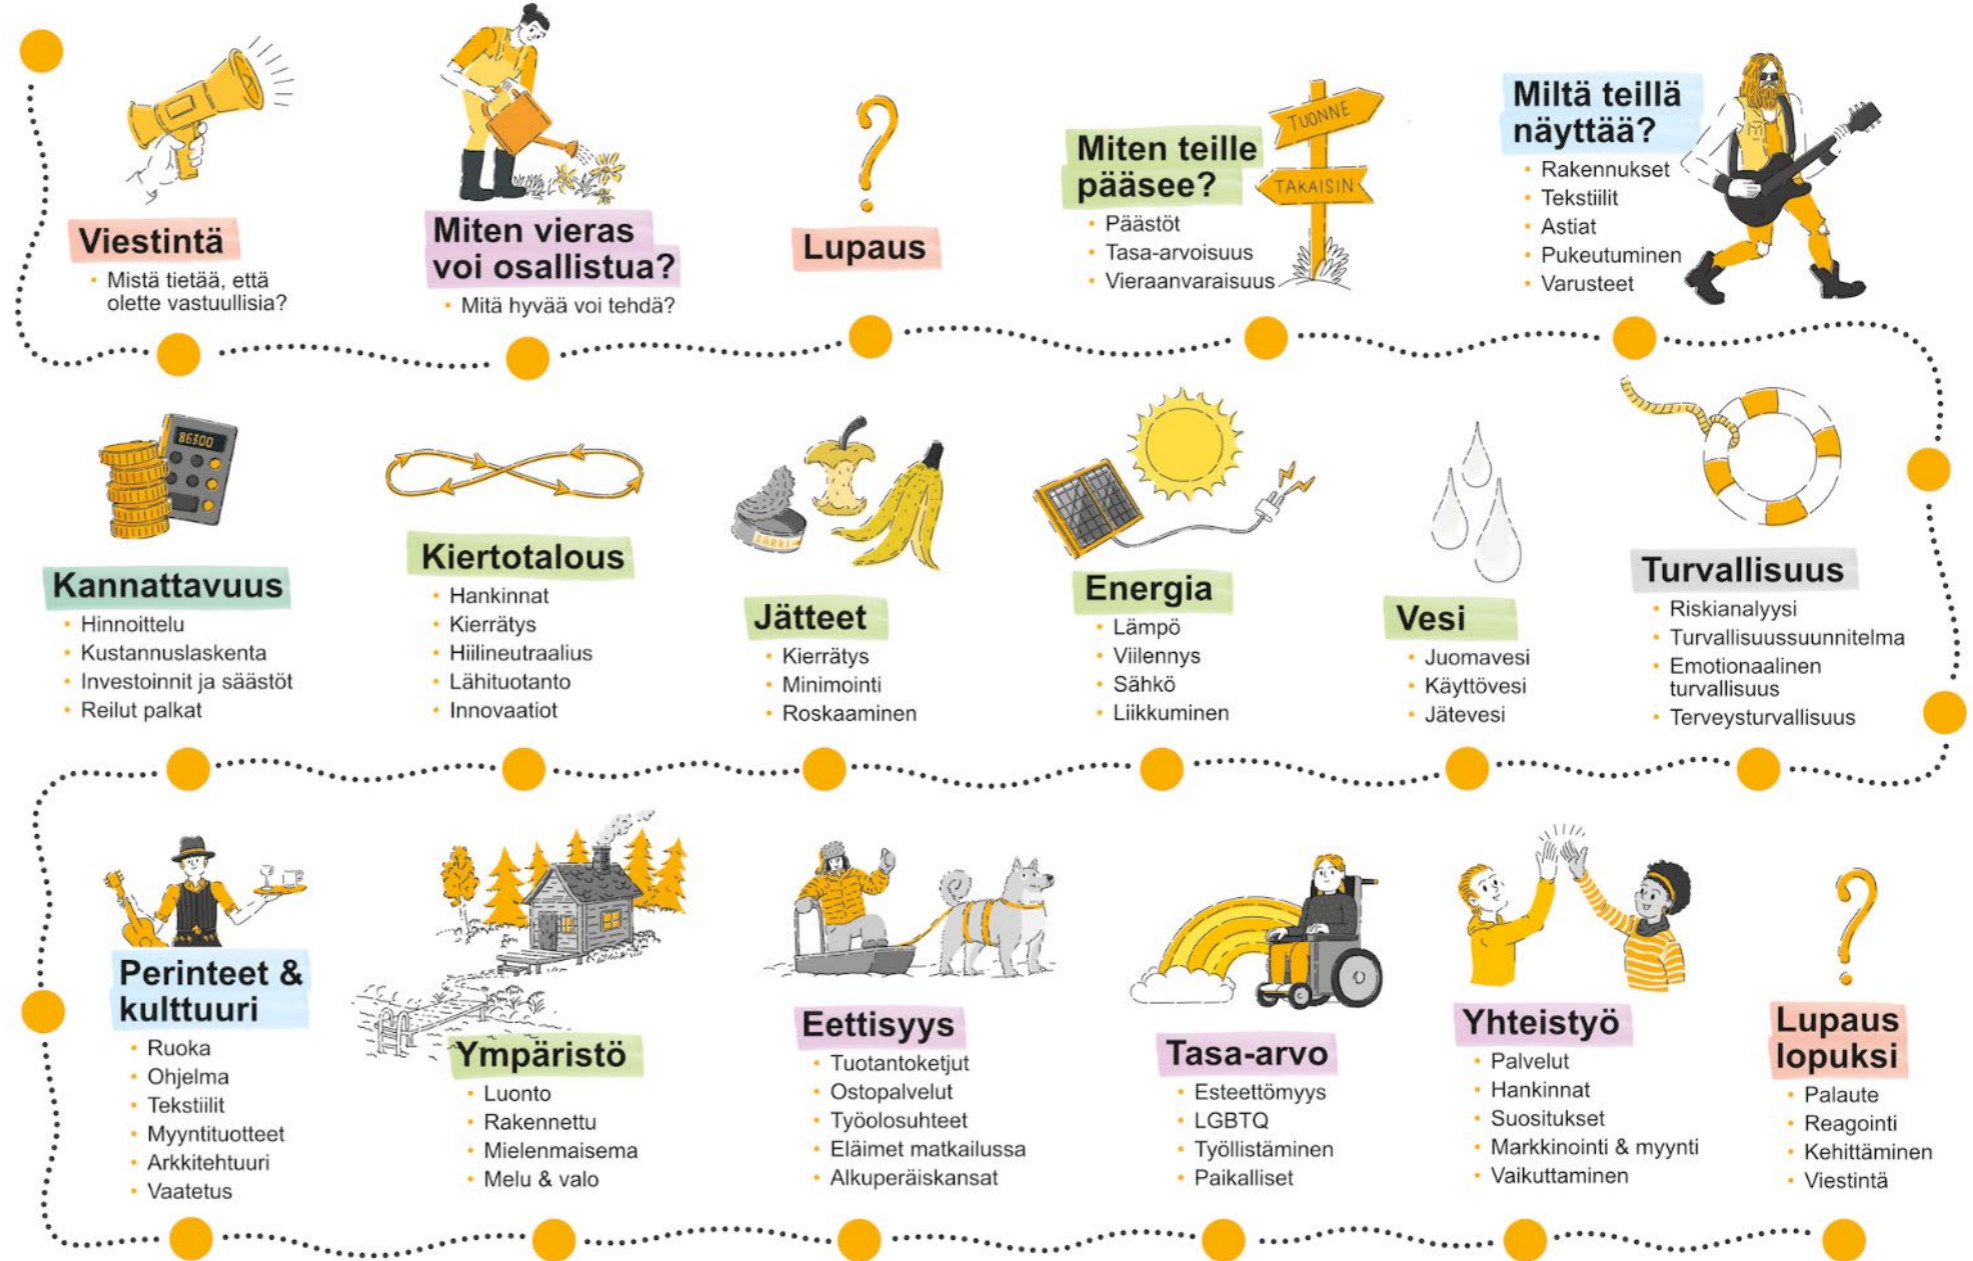 Viestintä
• Mistä tietää, että
olette vastuullisia?
Miten vieras
voi osallistua?
• Mitä hyvää voi tehdä?
Lupaus
Miten teille
pääsee?
• Päästöt
• Tasa-arvoisuus
• Vieraanvaraisuus
TUONNE
TAKAISIN
Miltä teillä
näyttää?
• Rakennukset
• Tekstiilit
• Astiat
• Pukeutuminen
• Varusteet
86300
Kannattavuus
• Hinnoittelu
• Kustannuslaskenta
• Investoinnit ja säästöt
• Reilut palkat
Kiertotalous
• Hankinnat
• Kierrätys
• Hiilineutraalius
• Lähituotanto
• Innovaatiot
SÄRKI
Jätteet
• Kierrätys
• Minimointi
• Roskaaminen
Energia
• Lämpö
• Viilennys
• Sähkö
• Liikkuminen
Vesi
• Juomavesi
• Käyttövesi
• Jätevesi
Turvallisuus
• Riskianalyysi
• Turvallisuussuunnitelma
• Emotionaalinen
turvallisuus
• Terveysturvallisuus
Perinteet &
kulttuuri
• Ruoka
• Ohjelma
• Tekstiilit
• Myyntituotteet
• Arkkitehtuuri
• Vaatetus
Ympäristö
• Luonto
• Rakennettu
• Mielenmaisema
• Melu & valo
Eettisyys
• Tuotantoketjut
• Ostopalvelut
• Työolosuhteet
• Eläimet matkailussa
• Alkuperäiskansat
Tasa-arvo
• Esteettömyys
• LGBTQ
• Työllistäminen
• Paikalliset
Yhteistyö
• Palvelut
• Hankinnat
• Suositukset
• Markkinointi & myynti
• Vaikuttaminen
Lupaus
lopuksi
• Palaute
• Reagointi
• Kehittäminen
• Viestintä